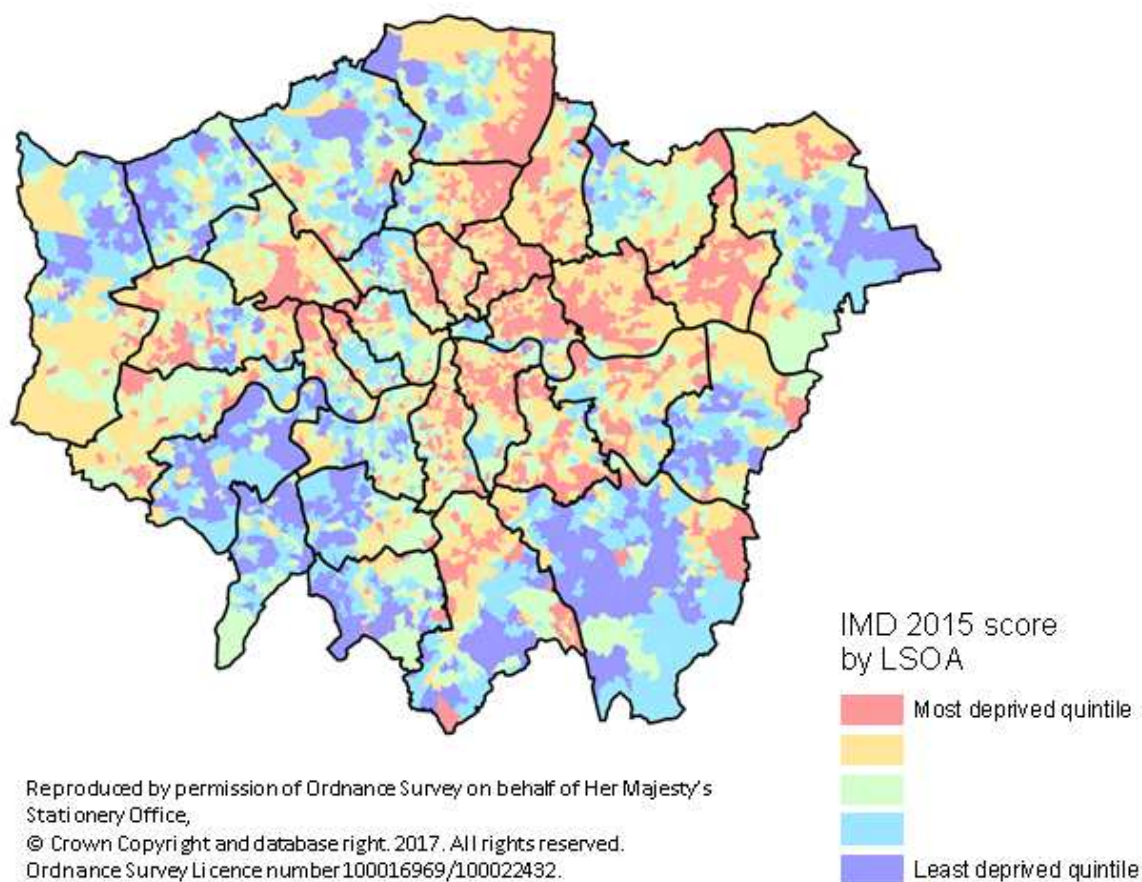 IMD 2015 score
by LSOA
Most deprived quintile
Least deprived quintile
Reproduced by permission of Ordnance Survey on behalf of Her Majesty's
Stationery Office,
© Crown Copyright and database right. 2017. All rights reserved.
Ordnance Survey Licence number 100016969/100022432.